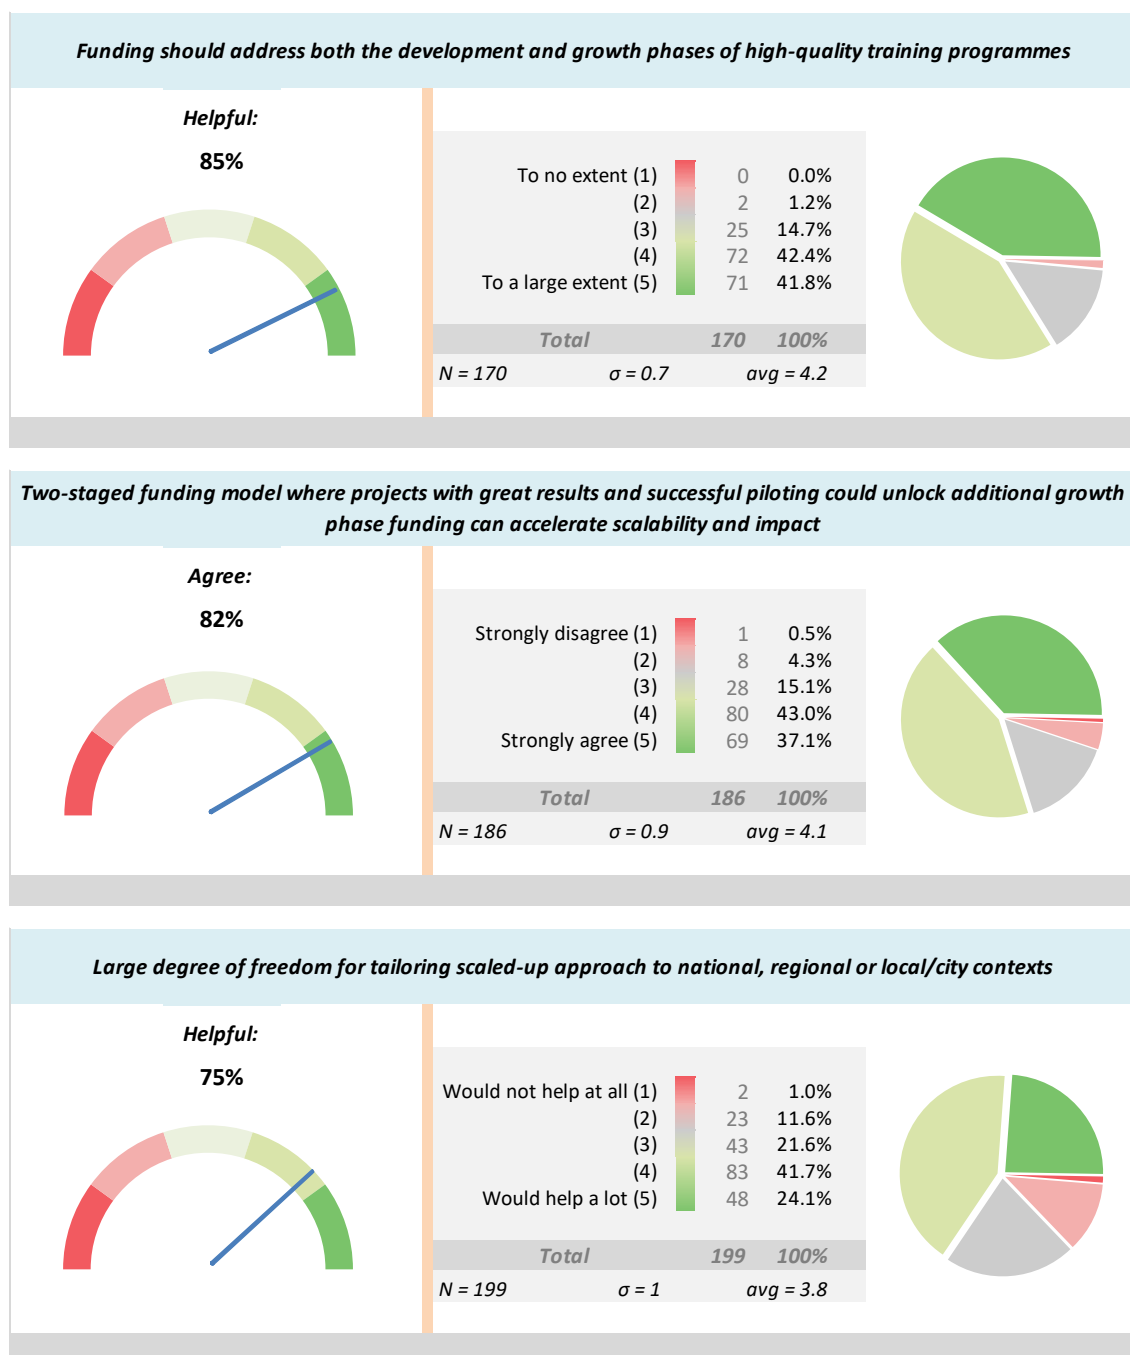 Funding should address both the development and growth phases of high-quality training programmes
Helpful:
85%
To no extent (1) 0 0.0%
(2) 2 1.2%
(3) 25 14.7%
(4) 72 42.4%
To a large extent (5) 71 41.8%
Total 170 100%
N = 170 σ = 0.7 avg = 4.2
Two-staged funding model where projects with great results and successful piloting could unlock additional growth
phase funding can accelerate scalability and impact
Agree:
82%
Strongly disagree (1) 1 0.5%
(2) 8 4.3%
(3) 28 15.1%
(4) 80 43.0%
Strongly agree (5) 69 37.1%
Total 186 100%
N = 186 σ = 0.9 avg = 4.1
Large degree of freedom for tailoring scaled-up approach to national, regional or local/city contexts
Helpful:
75%
Would not help at all (1) 2 1.0%
(2) 23 11.6%
(3) 43 21.6%
(4) 83 41.7%
Would help a lot (5) 48 24.1%
Total 199 100%
N = 199 σ = 1 avg = 3.8